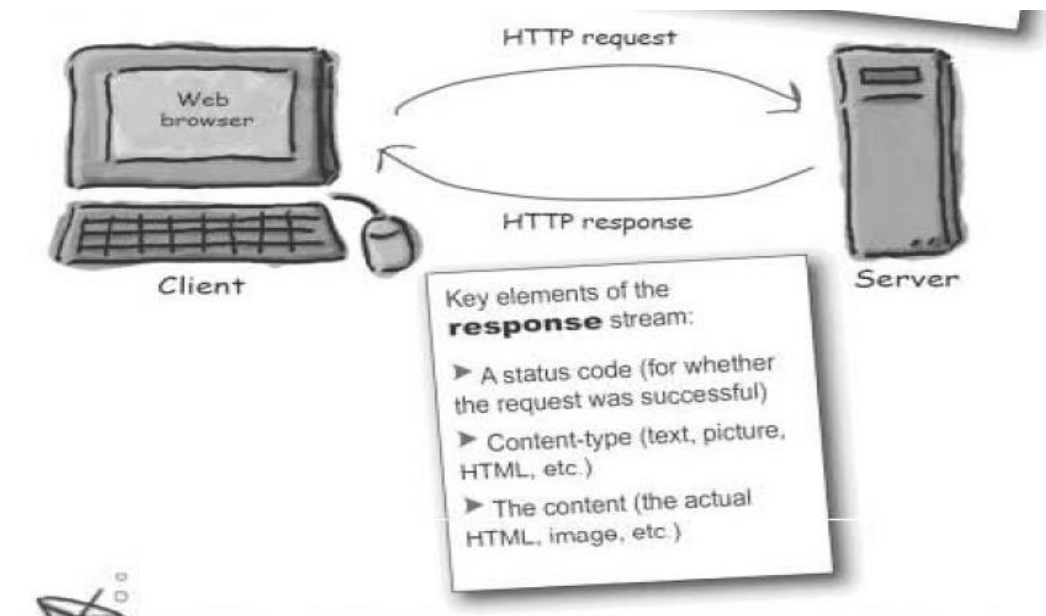 HTTP request
Web
browser
HTTP response
Client
Server
Key elements of the
response stream:
➤ A status code (for whether
the request was successful)
➤ Content-type (text, picture,
HTML, etc.)
➤ The content (the actual
HTML, image, etc.)